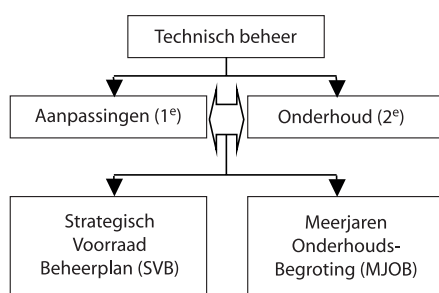 Technisch beheer
Aanpassingen (1e)
Onderhoud (2e)
Strategisch
Voorraad
Beheerplan (SVB)
Meerjaren
Onderhouds-
Begroting (MJOB)